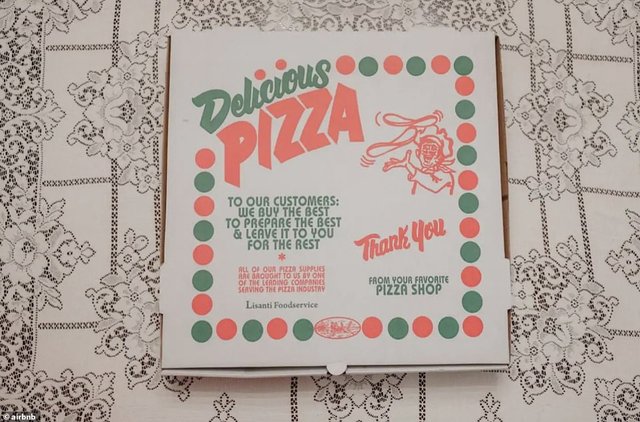 Delicious
PIZZA
TO OUR CUSTOMERS:
WE BUY THE BEST
TO PREPARE THE BEST
& LEAVE IT TO YOU
FOR THE REST
*
ALL OF OUR PIZZA SUPPLIES
ARE BROUGHT TO US BY ONE
OF THE LEADING COMPANIES
SERVING THE PIZZA INDUSTRY
Lisanti Foodservice
Thank You
FROM YOUR FAVORITE
PIZZA SHOP
© airbnb